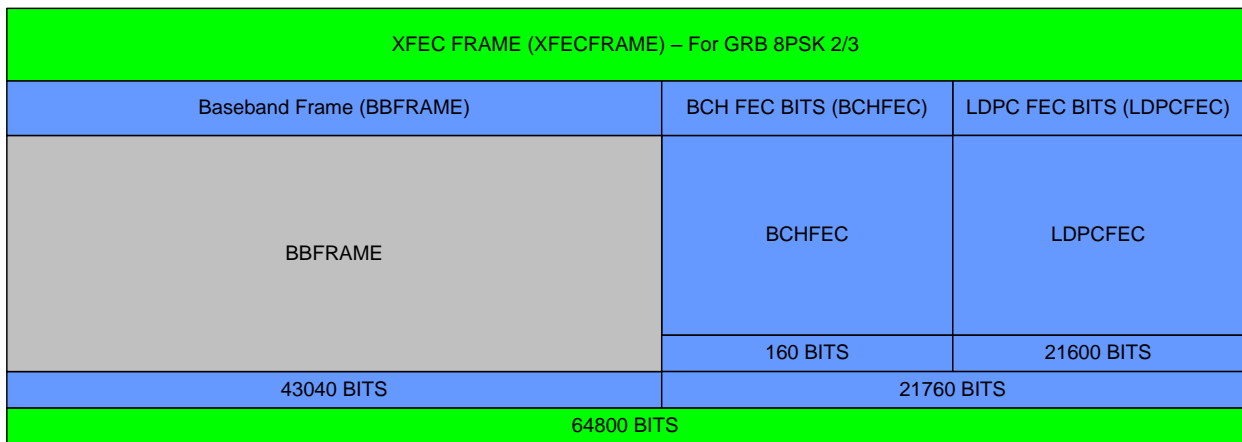 XFEC FRAME (XFECFRAME) – For GRB 8PSK 2/3
Baseband Frame (BBFRAME)
BCH FEC BITS (BCHFEC)
LDPC FEC BITS (LDPCFEC)
BBFRAME
BCHFEC
LDPCFEC
160 BITS
21600 BITS
43040 BITS
21760 BITS
64800 BITS